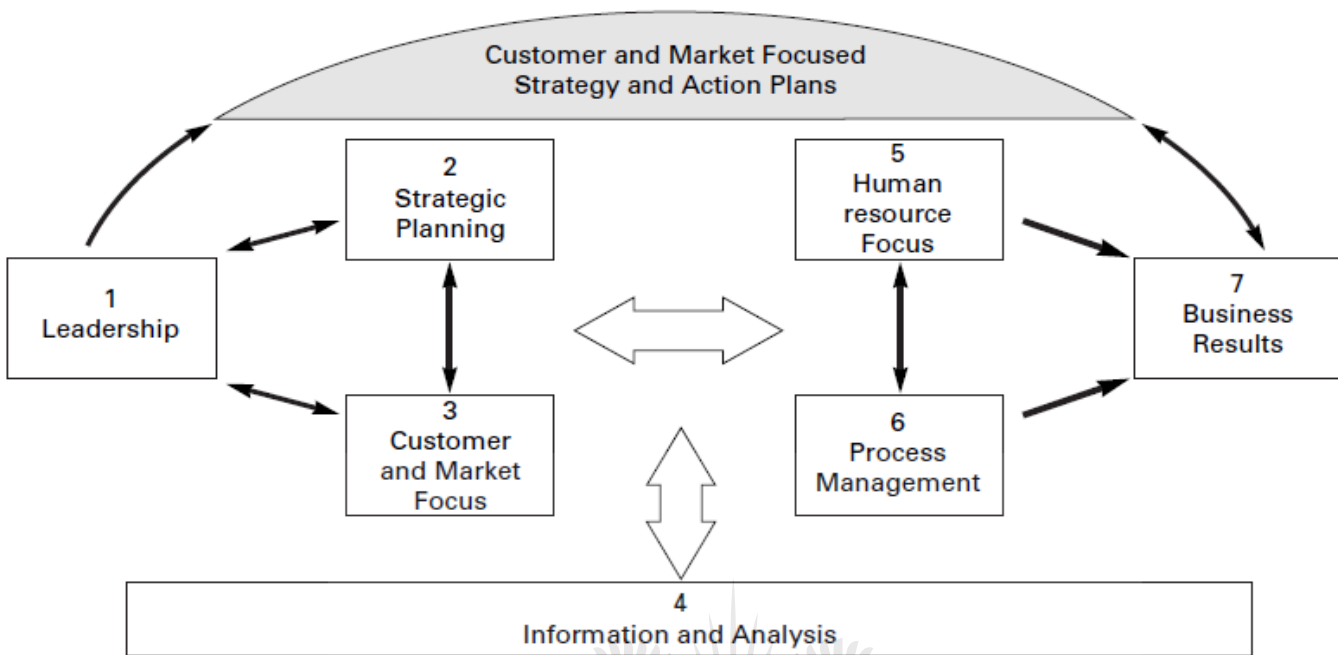 Customer and Market Focused
Strategy and Action Plans
2
Strategic
Planning
5
Human
resource
Focus
1
Leadership
7
Business
Results
3
Customer
and Market
Focus
6
Process
Management
4
Information and Analysis